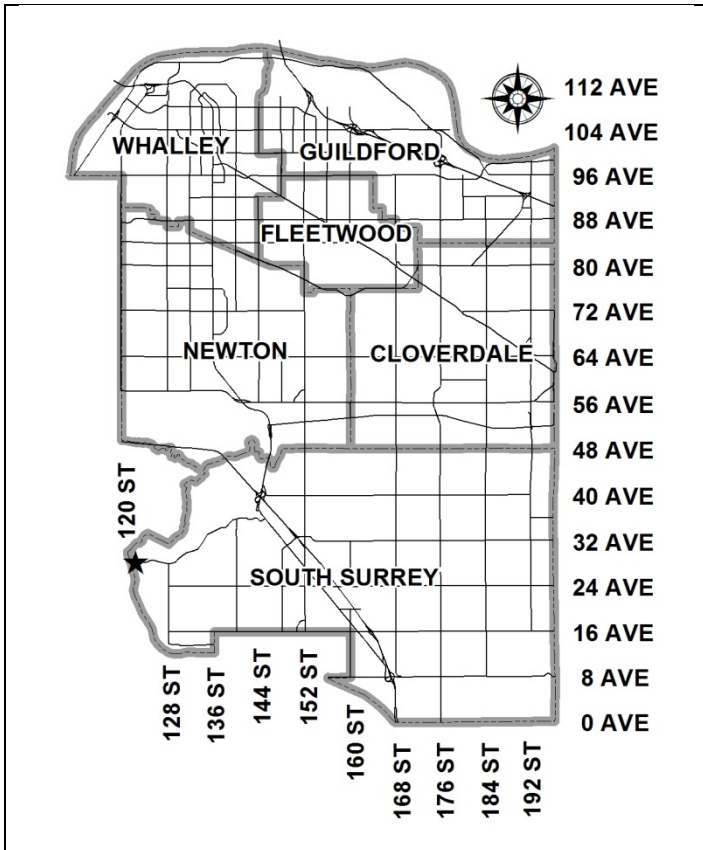 112 AVE
104 AVE
WHALLEY
GUILDFORD
96 AVE
88 AVE
FLEETWOOD
80 AVE
72 AVE
NEWTON
CLOVERDALE
64 AVE
56 AVE
48 AVE
120 ST
40 AVE
32 AVE
SOUTH SURREY
24 AVE
16 AVE
8 AVE
0 AVE
128 ST
136 ST
144 ST
152 ST
160 ST
168 ST
176 ST
184 ST
192 ST